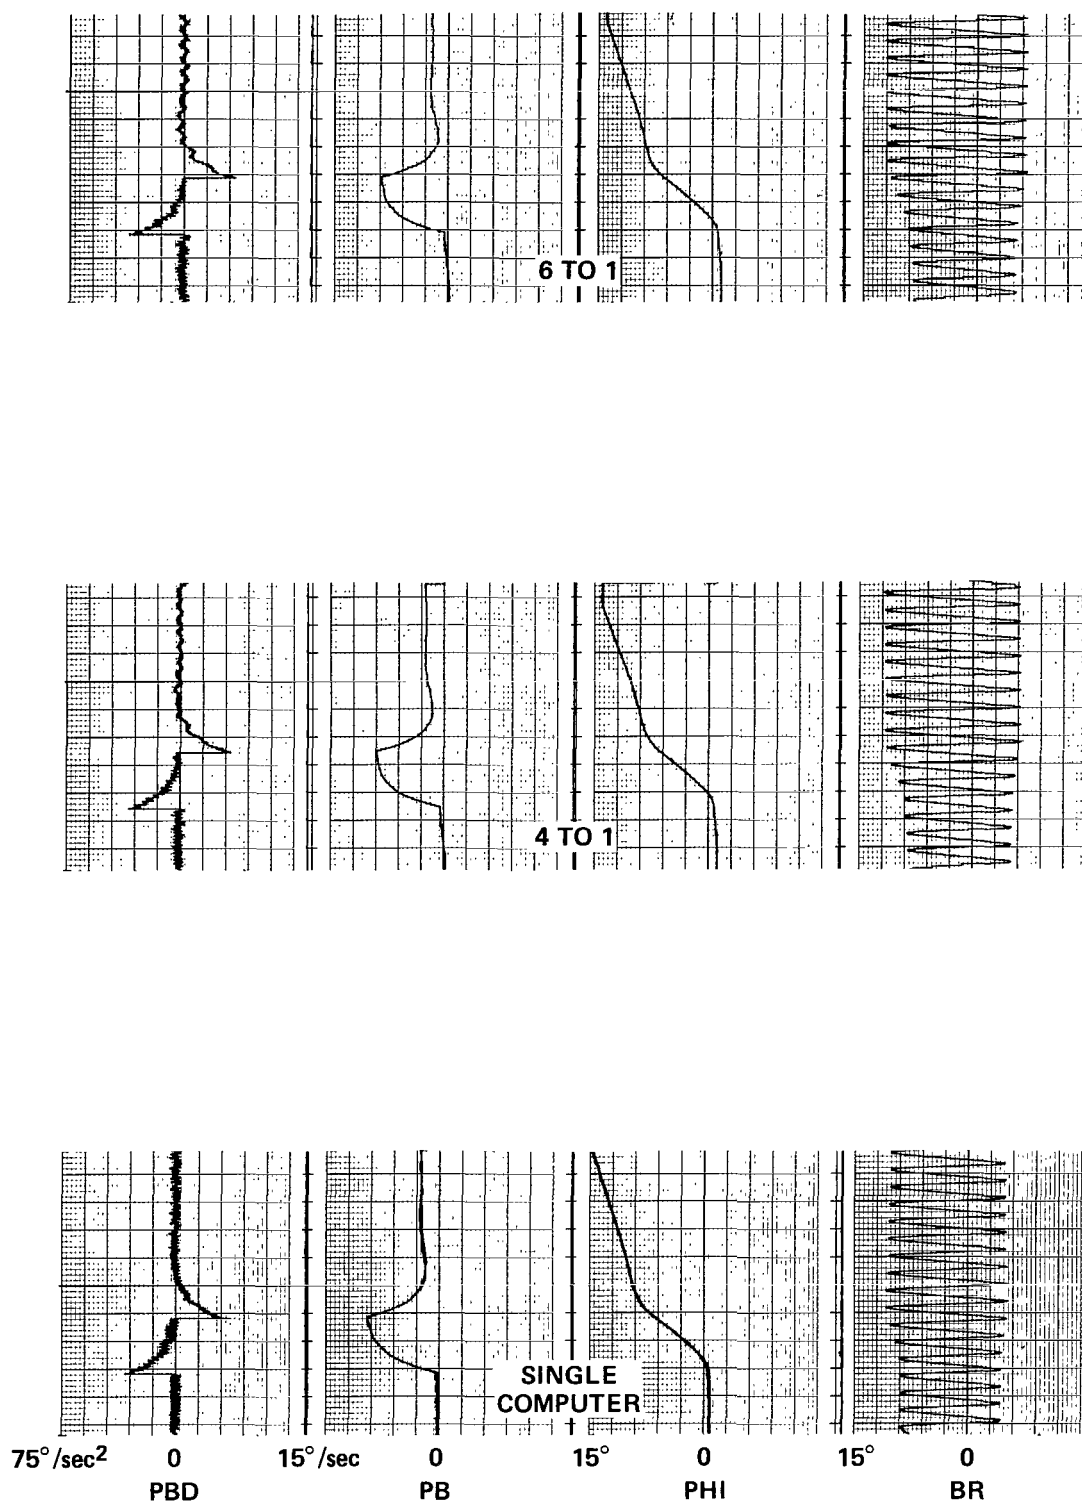 6 TO 1
4 TO 1
SINGLE
COMPUTER
75°/sec2 0 15°/sec 0 15° 0 15° 0
PBD PB PHI BR